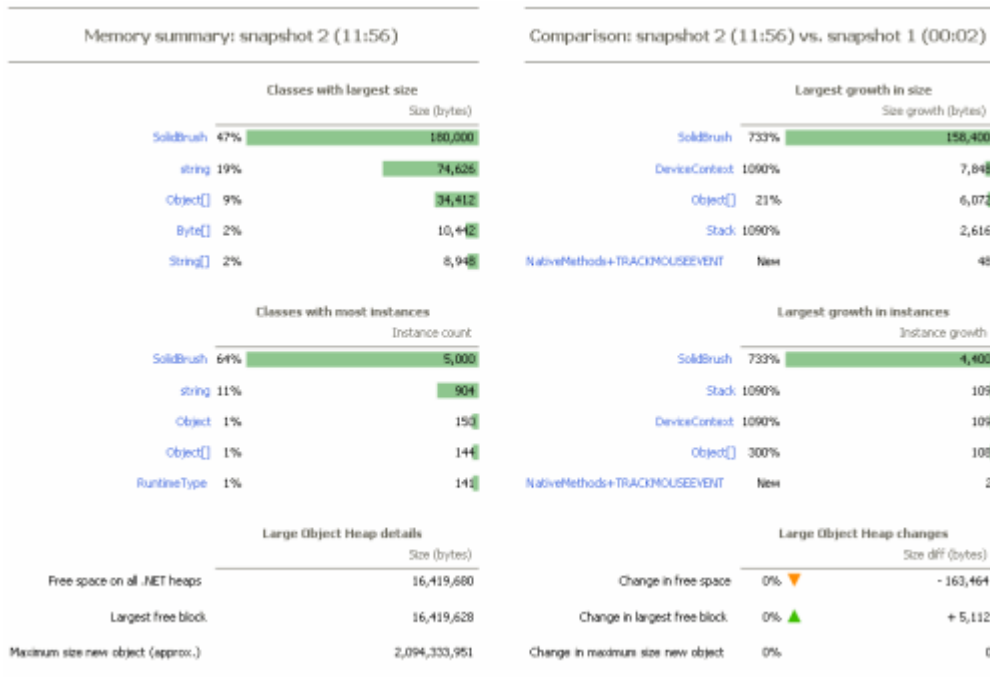 Memory summary: snapshot 2 (11:56)
Classes with largest size
Size (bytes)
SolidBrush 47% 180,000
string 19% 74,626
Object[] 9% 34,412
Byte[] 2% 10,442
String[] 2% 8,948
Classes with most instances
Instance count
SolidBrush 64% 5,000
string 11% 904
Object 1% 150
Object[] 1% 144
RuntimeType 1% 141
Large Object Heap details
Size (bytes)
Free space on all .NET heaps 16,419,680
Largest free block 16,419,628
Maximum size new object (approx.) 2,094,333,951
Comparison: snapshot 2 (11:56) vs. snapshot 1 (00:02)
Largest growth in size
Size growth (bytes)
SolidBrush 733% 158,400
DeviceContext 1090% 7,848
Object[] 21% 6,072
Stack 1090% 2,616
NativeMethods+TRACKMOUSEEVENT New 48
Largest growth in instances
Instance growth
SolidBrush 733% 4,400
Stack 1090% 109
DeviceContext 1090% 109
Object[] 300% 108
NativeMethods+TRACKMOUSEEVENT New 2
Large Object Heap changes
Size diff (bytes)
Change in free space 0% - 163,464
Change in largest free block 0% + 5,112
Change in maximum size new object 0% 0